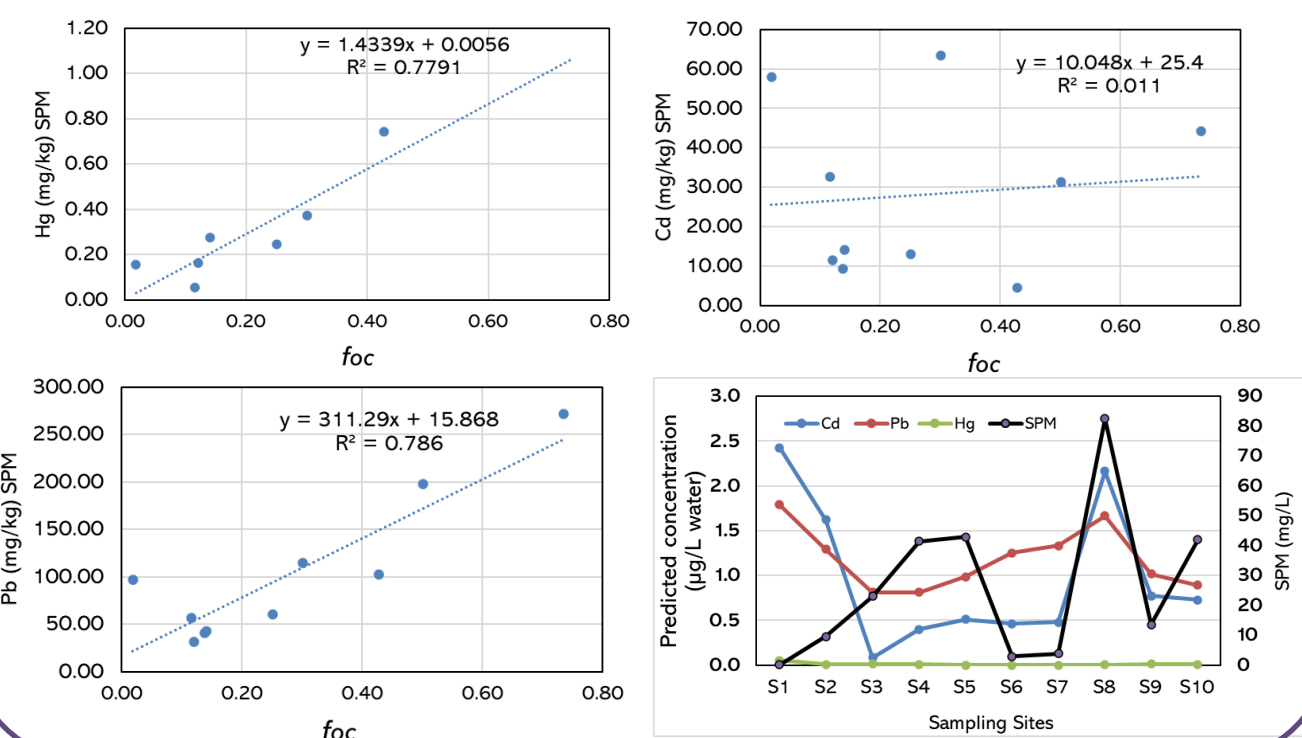 Hg (mg/kg) SPM
1.20
1.00
0.80
0.60
0.40
0.20
0.00
y = 1.4339x + 0.0056
R² = 0.7791
0.00 0.20 0.40 0.60 0.80
foc
Cd (mg/kg) SPM
70.00
60.00
50.00
40.00
30.00
20.00
10.00
0.00
y = 10.048x + 25.4
R² = 0.011
0.00 0.20 0.40 0.60 0.80
foc
Pb (mg/kg) SPM
300.00
250.00
200.00
150.00
100.00
50.00
0.00
y = 311.29x + 15.868
R² = 0.786
0.00 0.20 0.40 0.60 0.80
foc
Predicted concentration
(µg/L water)
3.0
2.5
2.0
1.5
1.0
0.5
0.0
Cd Pb Hg SPM
90
80
70
60
50
40
30
20
10
0
SPM (mg/L)
S1 S2 S3 S4 S5 S6 S7 S8 S9 S10
Sampling Sites